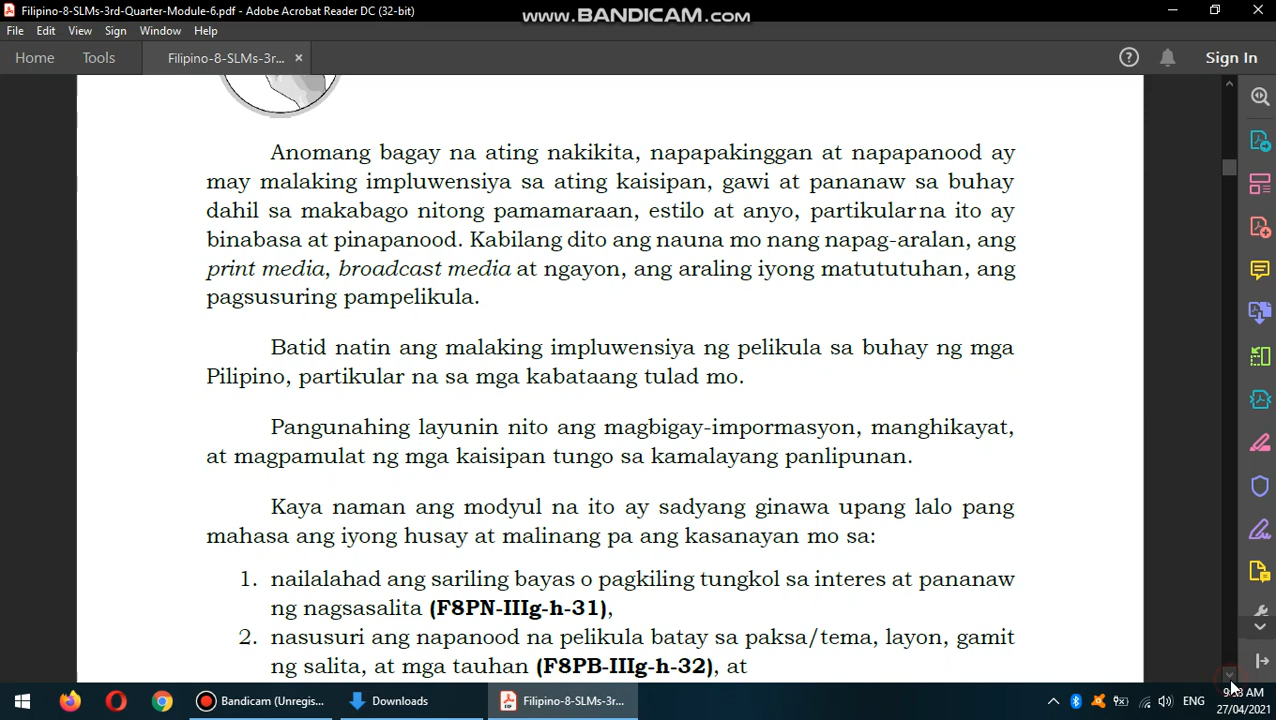 Filipino-8-SLMs-3rd-Quarter-Module-6.pdf - Adobe Acrobat Reader DC (32-bit)
www.BANDICAM.com
File Edit View Sign Window Help
Home Tools Filipino-8-SLMs-3r... × Sign In
Anomang bagay na ating nakikita, napapakinggan at napapanood ay
may malaking impluwensiya sa ating kaisipan, gawi at pananaw sa buhay
dahil sa makabago nitong pamamaraan, estilo at anyo, partikular na ito ay
binabasa at pinapanood. Kabilang dito ang nauna mo nang napag-aralan, ang
print media, broadcast media at ngayon, ang araling iyong matututuhan, ang
pagsusuring pampelikula.
Batid natin ang malaking impluwensiya ng pelikula sa buhay ng mga
Pilipino, partikular na sa mga kabataang tulad mo.
Pangunahing layunin nito ang magbigay-impormasyon, manghikayat,
at magpamulat ng mga kaisipan tungo sa kamalayang panlipunan.
Kaya naman ang modyul na ito ay sadyang ginawa upang lalo pang
mahasa ang iyong husay at malinang pa ang kasanayan mo sa:
1. nailalahad ang sariling bayas o pagkiling tungkol sa interes at pananaw
ng nagsasalita (F8PN-IIIg-h-31),
2. nasusuri ang napanood na pelikula batay sa paksa/tema, layon, gamit
ng salita, at mga tauhan (F8PB-IIIg-h-32), at
Bandicam (Unregis... Downloads Filipino-8-SLMs-3r... ENG
AM
27/04/2021